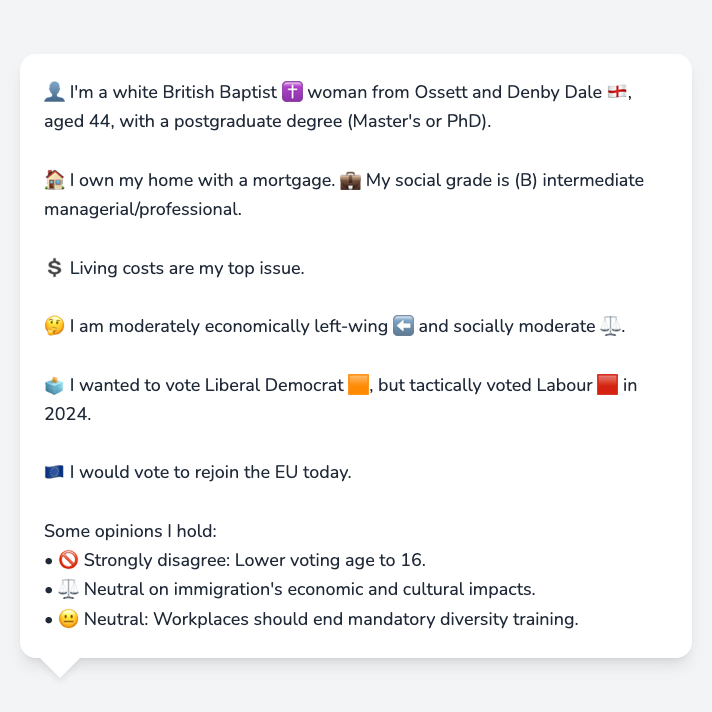 👤 I'm a white British Baptist ✝️ woman from Ossett and Denby Dale 🏴󠁧󠁢󠁥󠁮󠁧󠁿,
aged 44, with a postgraduate degree (Master's or PhD).
🏠 I own my home with a mortgage. 💼 My social grade is (B) intermediate
managerial/professional.
💲 Living costs are my top issue.
🤔 I am moderately economically left-wing ⬅️ and socially moderate ⚖️.
🗳️ I wanted to vote Liberal Democrat 🟧, but tactically voted Labour 🟥 in
2024.
🇪🇺 I would vote to rejoin the EU today.
Some opinions I hold:
• 🚫 Strongly disagree: Lower voting age to 16.
• ⚖️ Neutral on immigration's economic and cultural impacts.
• 😐 Neutral: Workplaces should end mandatory diversity training.